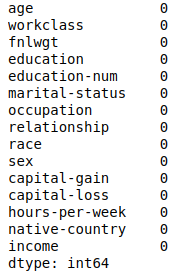 age 0
workclass 0
fnlwgt 0
education 0
education-num 0
marital-status 0
occupation 0
relationship 0
race 0
sex 0
capital-gain 0
capital-loss 0
hours-per-week 0
native-country 0
income 0
dtype: int64